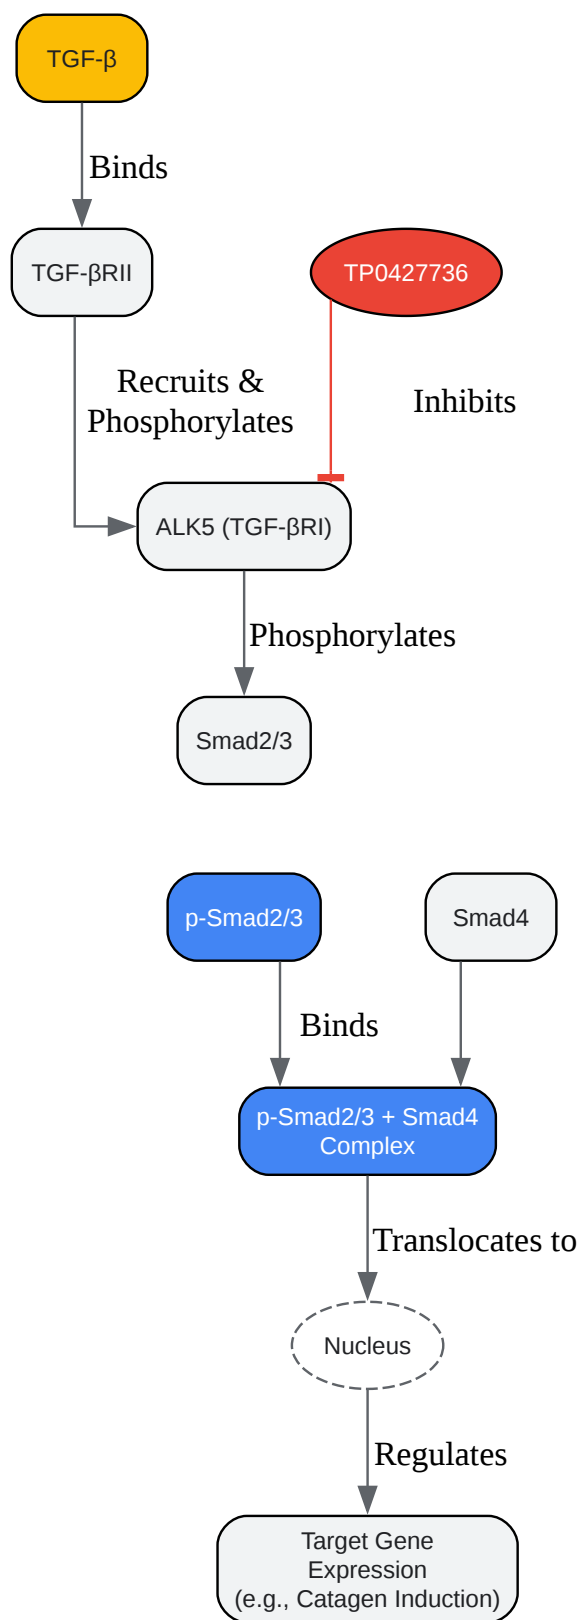 TGF-β
Binds
TGF-βRII
TP0427736
Recruits &
Phosphorylates
Inhibits
ALK5 (TGF-βRI)
Phosphorylates
Smad2/3
p-Smad2/3
Smad4
Binds
p-Smad2/3 + Smad4
Complex
Translocates to
Nucleus
Regulates
Target Gene
Expression
(e.g., Catagen Induction)